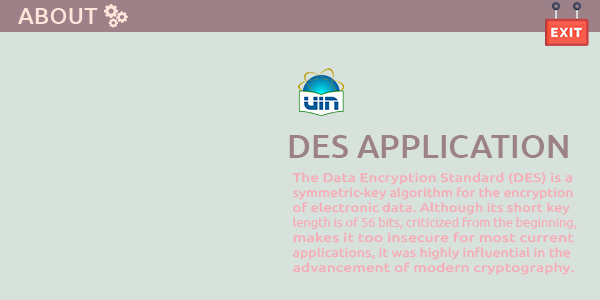 ABOUT
EXIT
uin
DES APPLICATION
The Data Encryption Standard (DES) is a
symmetric-key algorithm for the encryption
of electronic data. Although its short key
length is of 56 bits, criticized from the beginning,
makes it too insecure for most current
applications, it was highly influential in the
advancement of modern cryptography.